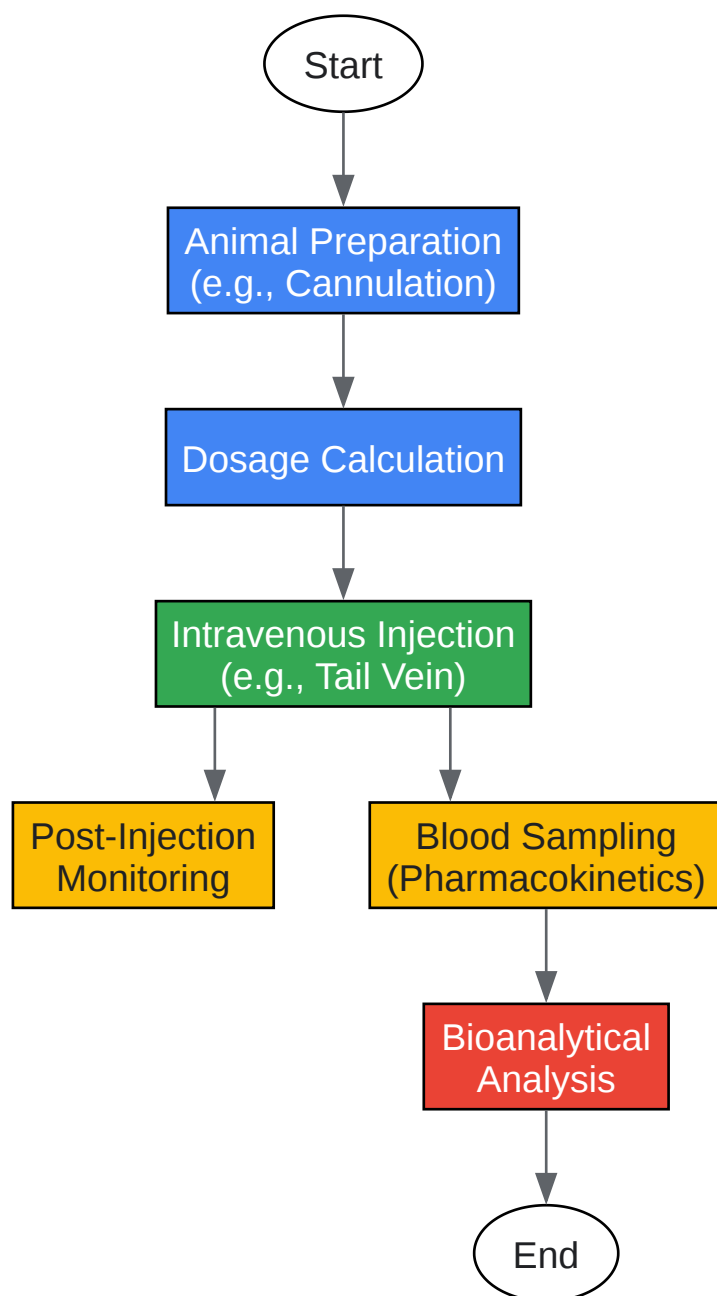 Start
Animal Preparation
(e.g., Cannulation)
Dosage Calculation
Intravenous Injection
(e.g., Tail Vein)
Post-Injection
Monitoring
Blood Sampling
(Pharmacokinetics)
Bioanalytical
Analysis
End